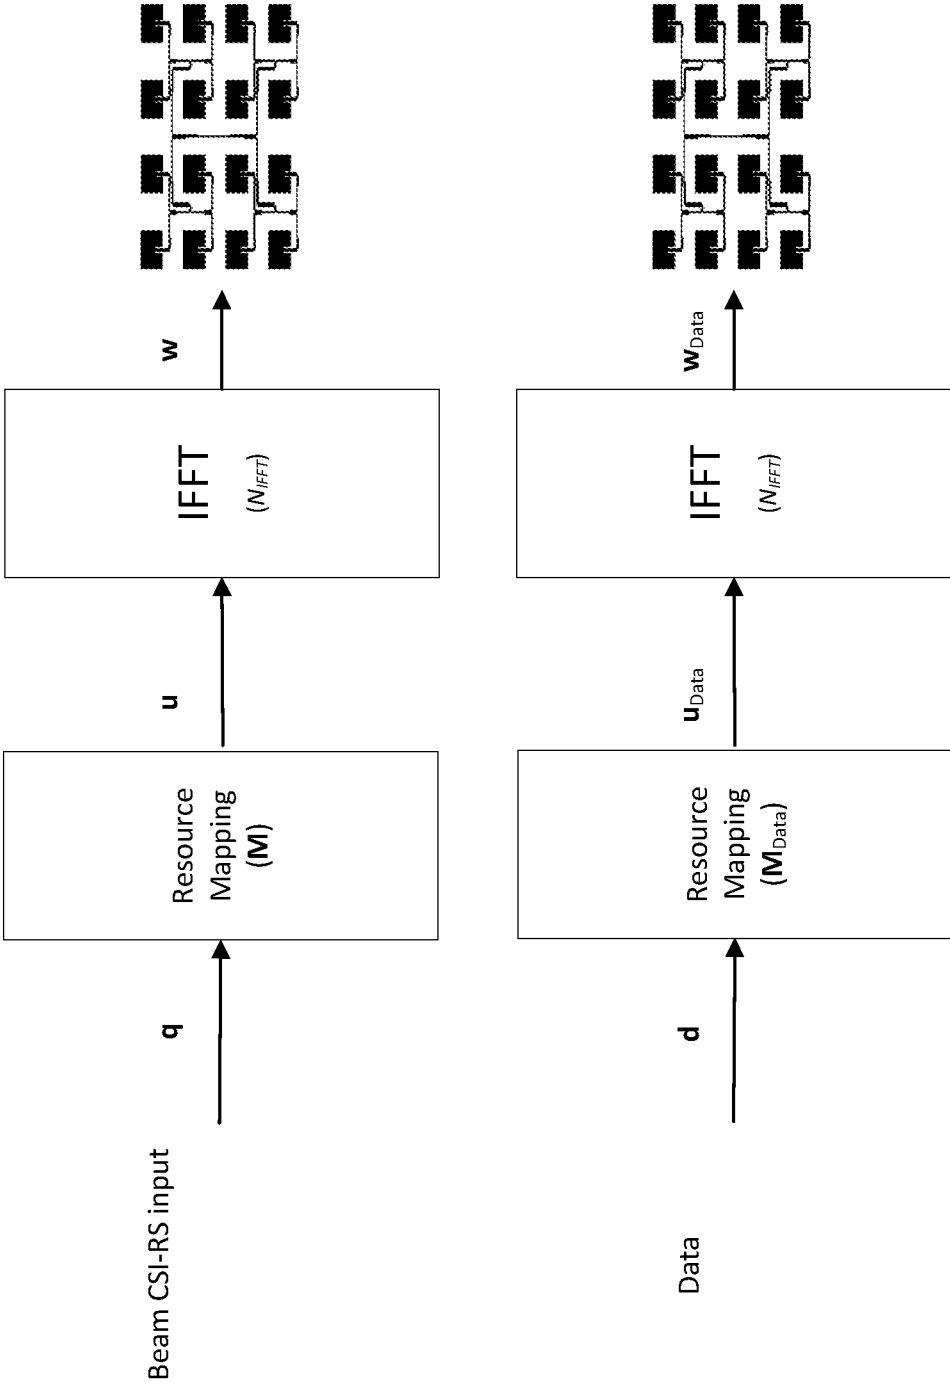 Beam CSI-RS input
q
Resource
Mapping
(M)
u
IFFT
(N_IFFT)
w
Data
d
Resource
Mapping
(M_Data)
u_Data
IFFT
(N_IFFT)
w_Data